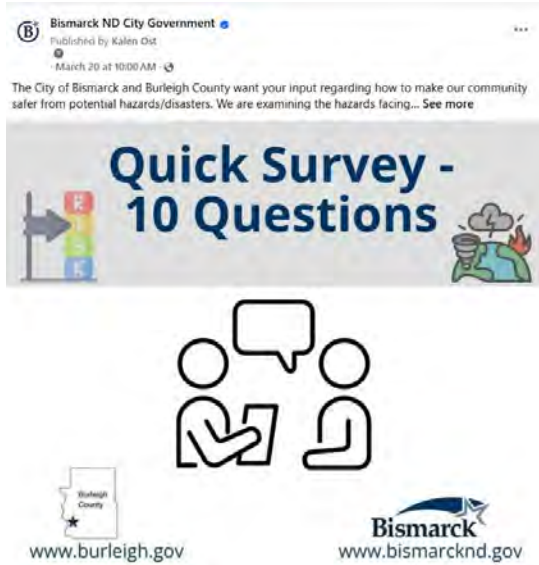 Bismarck ND City Government
Published by Kalen Ost
March 20 at 10:00 AM ·
The City of Bismarck and Burleigh County want your input regarding how to make our community
safer from potential hazards/disasters. We are examining the hazards facing... See more
Quick Survey -
10 Questions
R
I
S
K
Burleigh
County
www.burleigh.gov
Bismarck
www.bismarcknd.gov